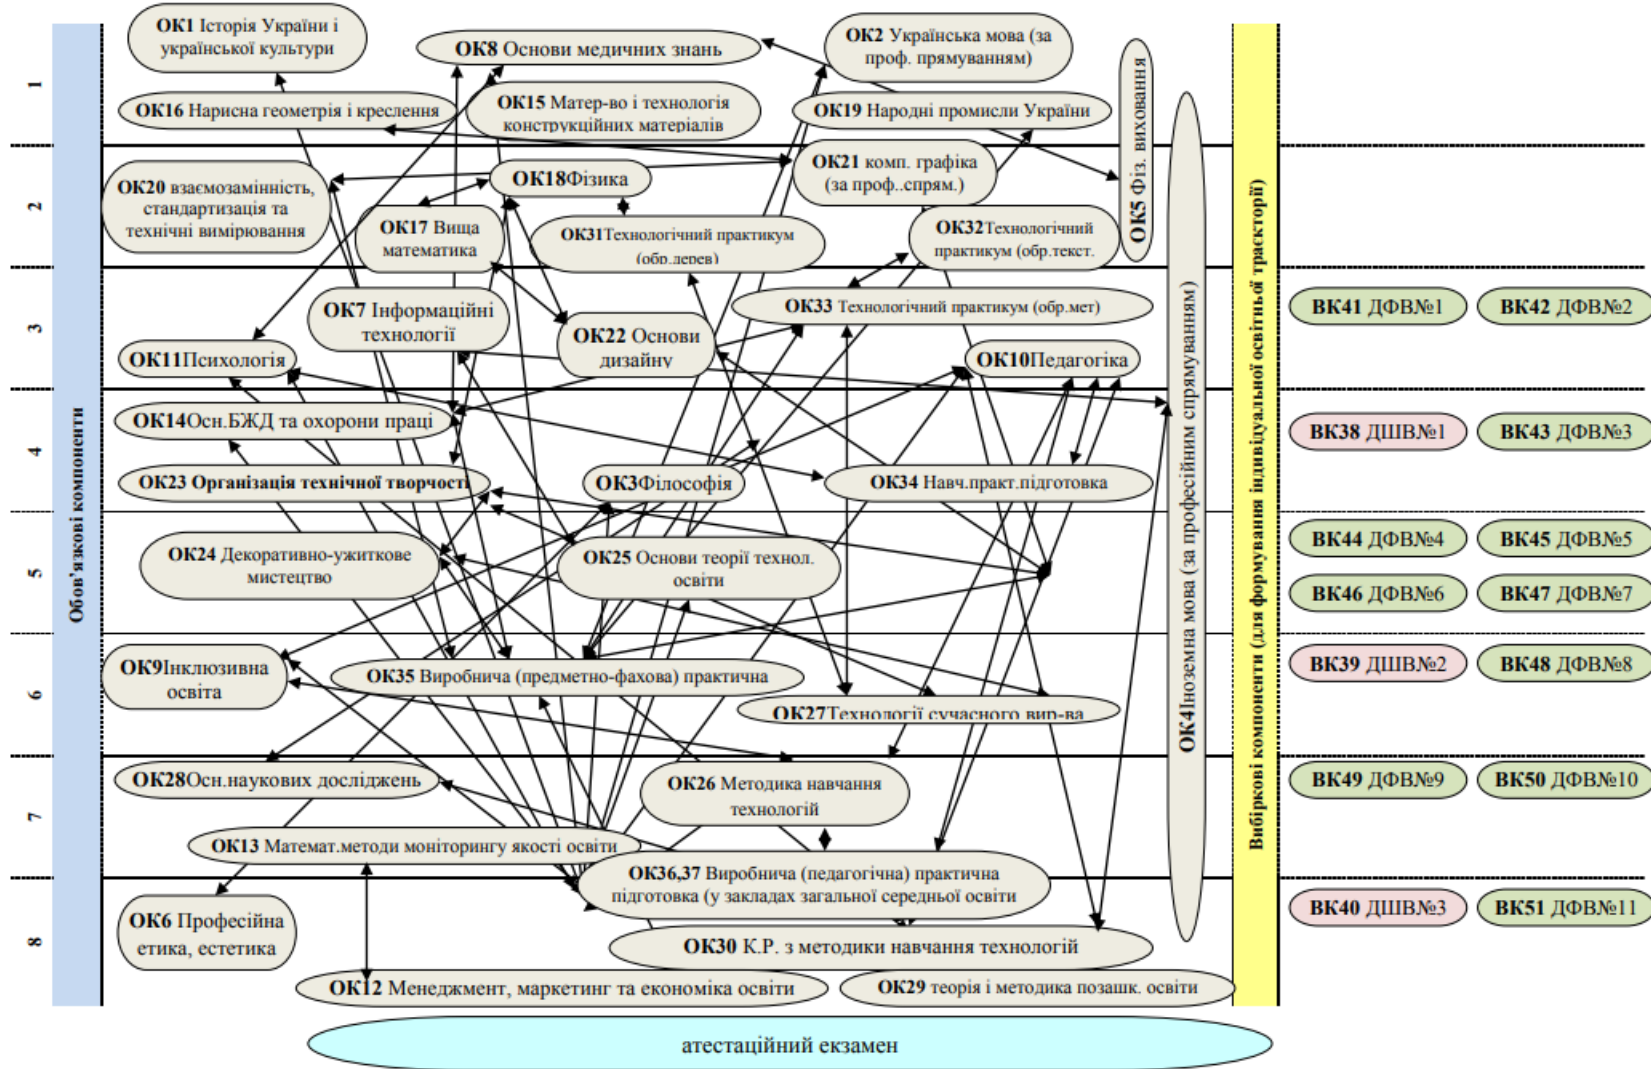 Обов’язкові компоненти
1
2
3
4
5
6
7
8
ОК1 Історія України і
української культури
ОК8 Основи медичних знань
ОК2 Українська мова (за
проф. прямуванням)
ОК16 Нарисна геометрія і креслення
ОК15 Матер-во і технологія
конструкційних матеріалів
ОК19 Народні промисли України
ОК5 Фіз. виховання
ОК20 взаємозамінність,
стандартизація та
технічні вимірювання
ОК18Фізика
ОК21 комп. графіка
(за проф..спрям.)
ОК17 Вища
математика
ОК31Технологічний практикум
(обр.дерев)
ОК32Технологічний
практикум (обр.текст.
ОК7 Інформаційні
технології
ОК33 Технологічний практикум (обр.мет)
ОК22 Основи
дизайну
ОК11Психологія
ОК10Педагогіка
ОК14Осн.БЖД та охорони праці
ОК23 Організація технічної творчості
ОК3Філософія
ОК34 Навч.практ.підготовка
ОК24 Декоративно-ужиткове
мистецтво
ОК25 Основи теорії технол.
освіти
ОК9Інклюзивна
освіта
ОК35 Виробнича (предметно-фахова) практична
ОК27Технології сучасного вир-ва
ОК28Осн.наукових досліджень
ОК26 Методика навчання
технологій
ОК13 Математ.методи моніторингу якості освіти
ОК36,37 Виробнича (педагогічна) практична
підготовка (у закладах загальної середньої освіти
ОК6 Професійна
етика, естетика
ОК30 К.Р. з методики навчання технологій
ОК12 Менеджмент, маркетинг та економіка освіти
ОК29 теорія і методика позашк. освіти
ОК4Іноземна мова (за професійним спрямуванням)
Вибіркові компоненти (для формування індивідуальної освітньої траєкторії)
ВК41 ДФВ№1
ВК42 ДФВ№2
ВК38 ДШВ№1
ВК43 ДФВ№3
ВК44 ДФВ№4
ВК45 ДФВ№5
ВК46 ДФВ№6
ВК47 ДФВ№7
ВК39 ДШВ№2
ВК48 ДФВ№8
ВК49 ДФВ№9
ВК50 ДФВ№10
ВК40 ДШВ№3
ВК51 ДФВ№11
атестаційний екзамен